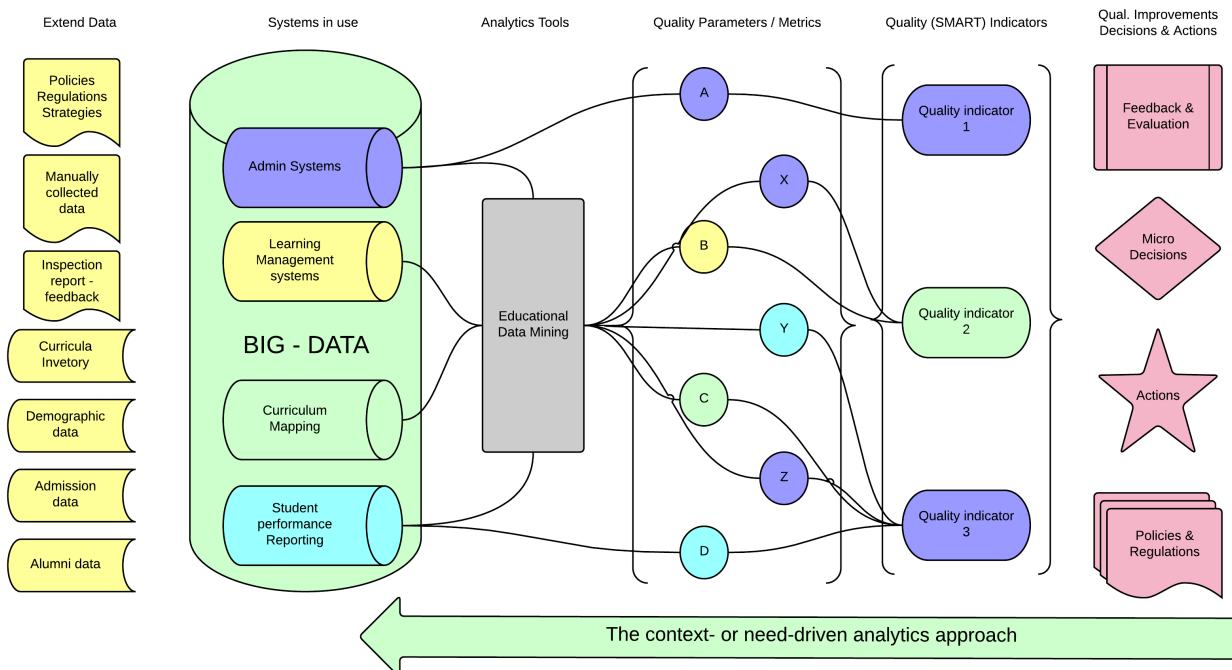 Extend Data
Systems in use
Analytics Tools
Quality Parameters / Metrics
Quality (SMART) Indicators
Qual. Improvements
Decisions & Actions
Policies
Regulations
Strategies
Manually
collected
data
Inspection
report -
feedback
Curricula
Invetory
Demographic
data
Admission
data
Alumni data
Admin Systems
Learning
Management
systems
BIG - DATA
Curriculum
Mapping
Student
performance
Reporting
Educational
Data Mining
A
X
B
Y
C
Z
D
Quality indicator
1
Quality indicator
2
Quality indicator
3
Feedback &
Evaluation
Micro
Decisions
Actions
Policies &
Regulations
The context- or need-driven analytics approach